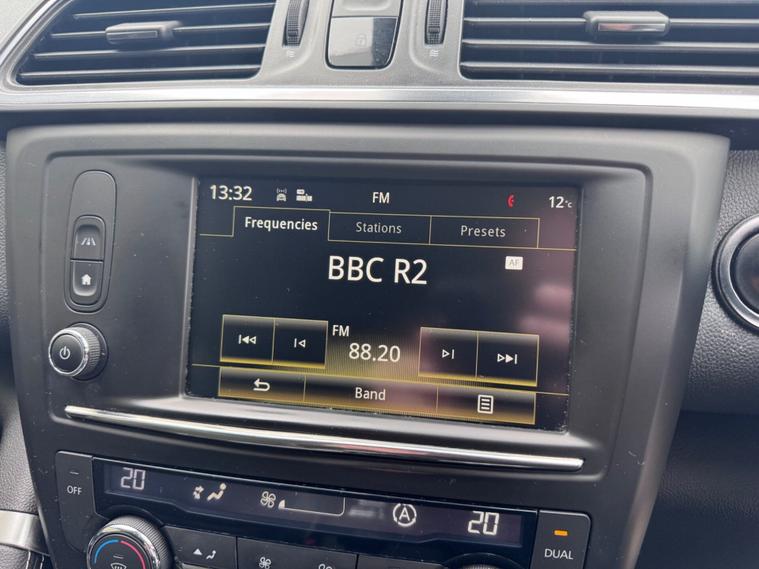 13:32 FM 12°C
Frequencies Stations Presets
BBC R2
AF
FM
88.20
Band
OFF 20 A 20
DUAL